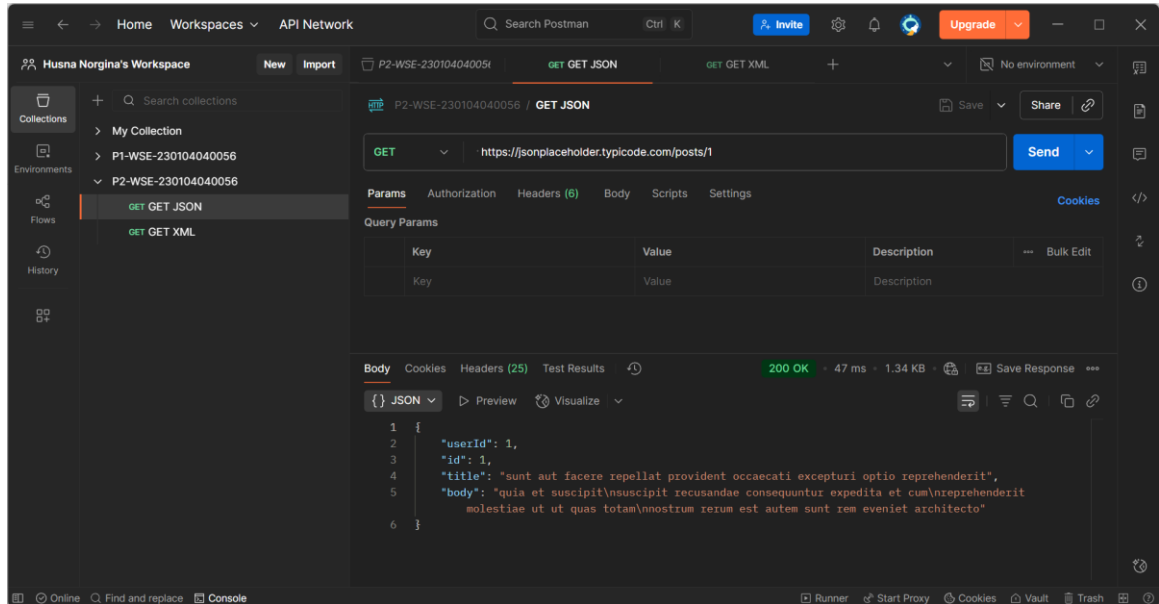 Home Workspaces API Network Search Postman Ctrl K Invite Upgrade
Husna Norgina's Workspace New Import P2-WSE-23010404005 GET GET JSON GET GET XML No environment
Collections
Environments
Flows
History
Search collections
My Collection
P1-WSE-230104040056
P2-WSE-230104040056
GET GET JSON
GET GET XML
HTTP P2-WSE-230104040056 / GET JSON Save Share
GET https://jsonplaceholder.typicode.com/posts/1 Send
Params Authorization Headers (6) Body Scripts Settings Cookies
Query Params
Key Value Description Bulk Edit
Key Value Description
Body Cookies Headers (25) Test Results 200 OK 47 ms 1.34 KB e.g. Save Response
{} JSON Preview Visualize
1 {
2 "userId": 1,
3 "id": 1,
4 "title": "sunt aut facere repellat provident occaecati excepturi optio reprehenderit",
5 "body": "quia et suscipit\nsuscipit recusandae consequuntur expedita et cum\nreprehenderit
molestiae ut ut quas totam\nnostrum rerum est autem sunt rem eveniet architecto"
6 }
Online Find and replace Console Runner Start Proxy Cookies Vault Trash